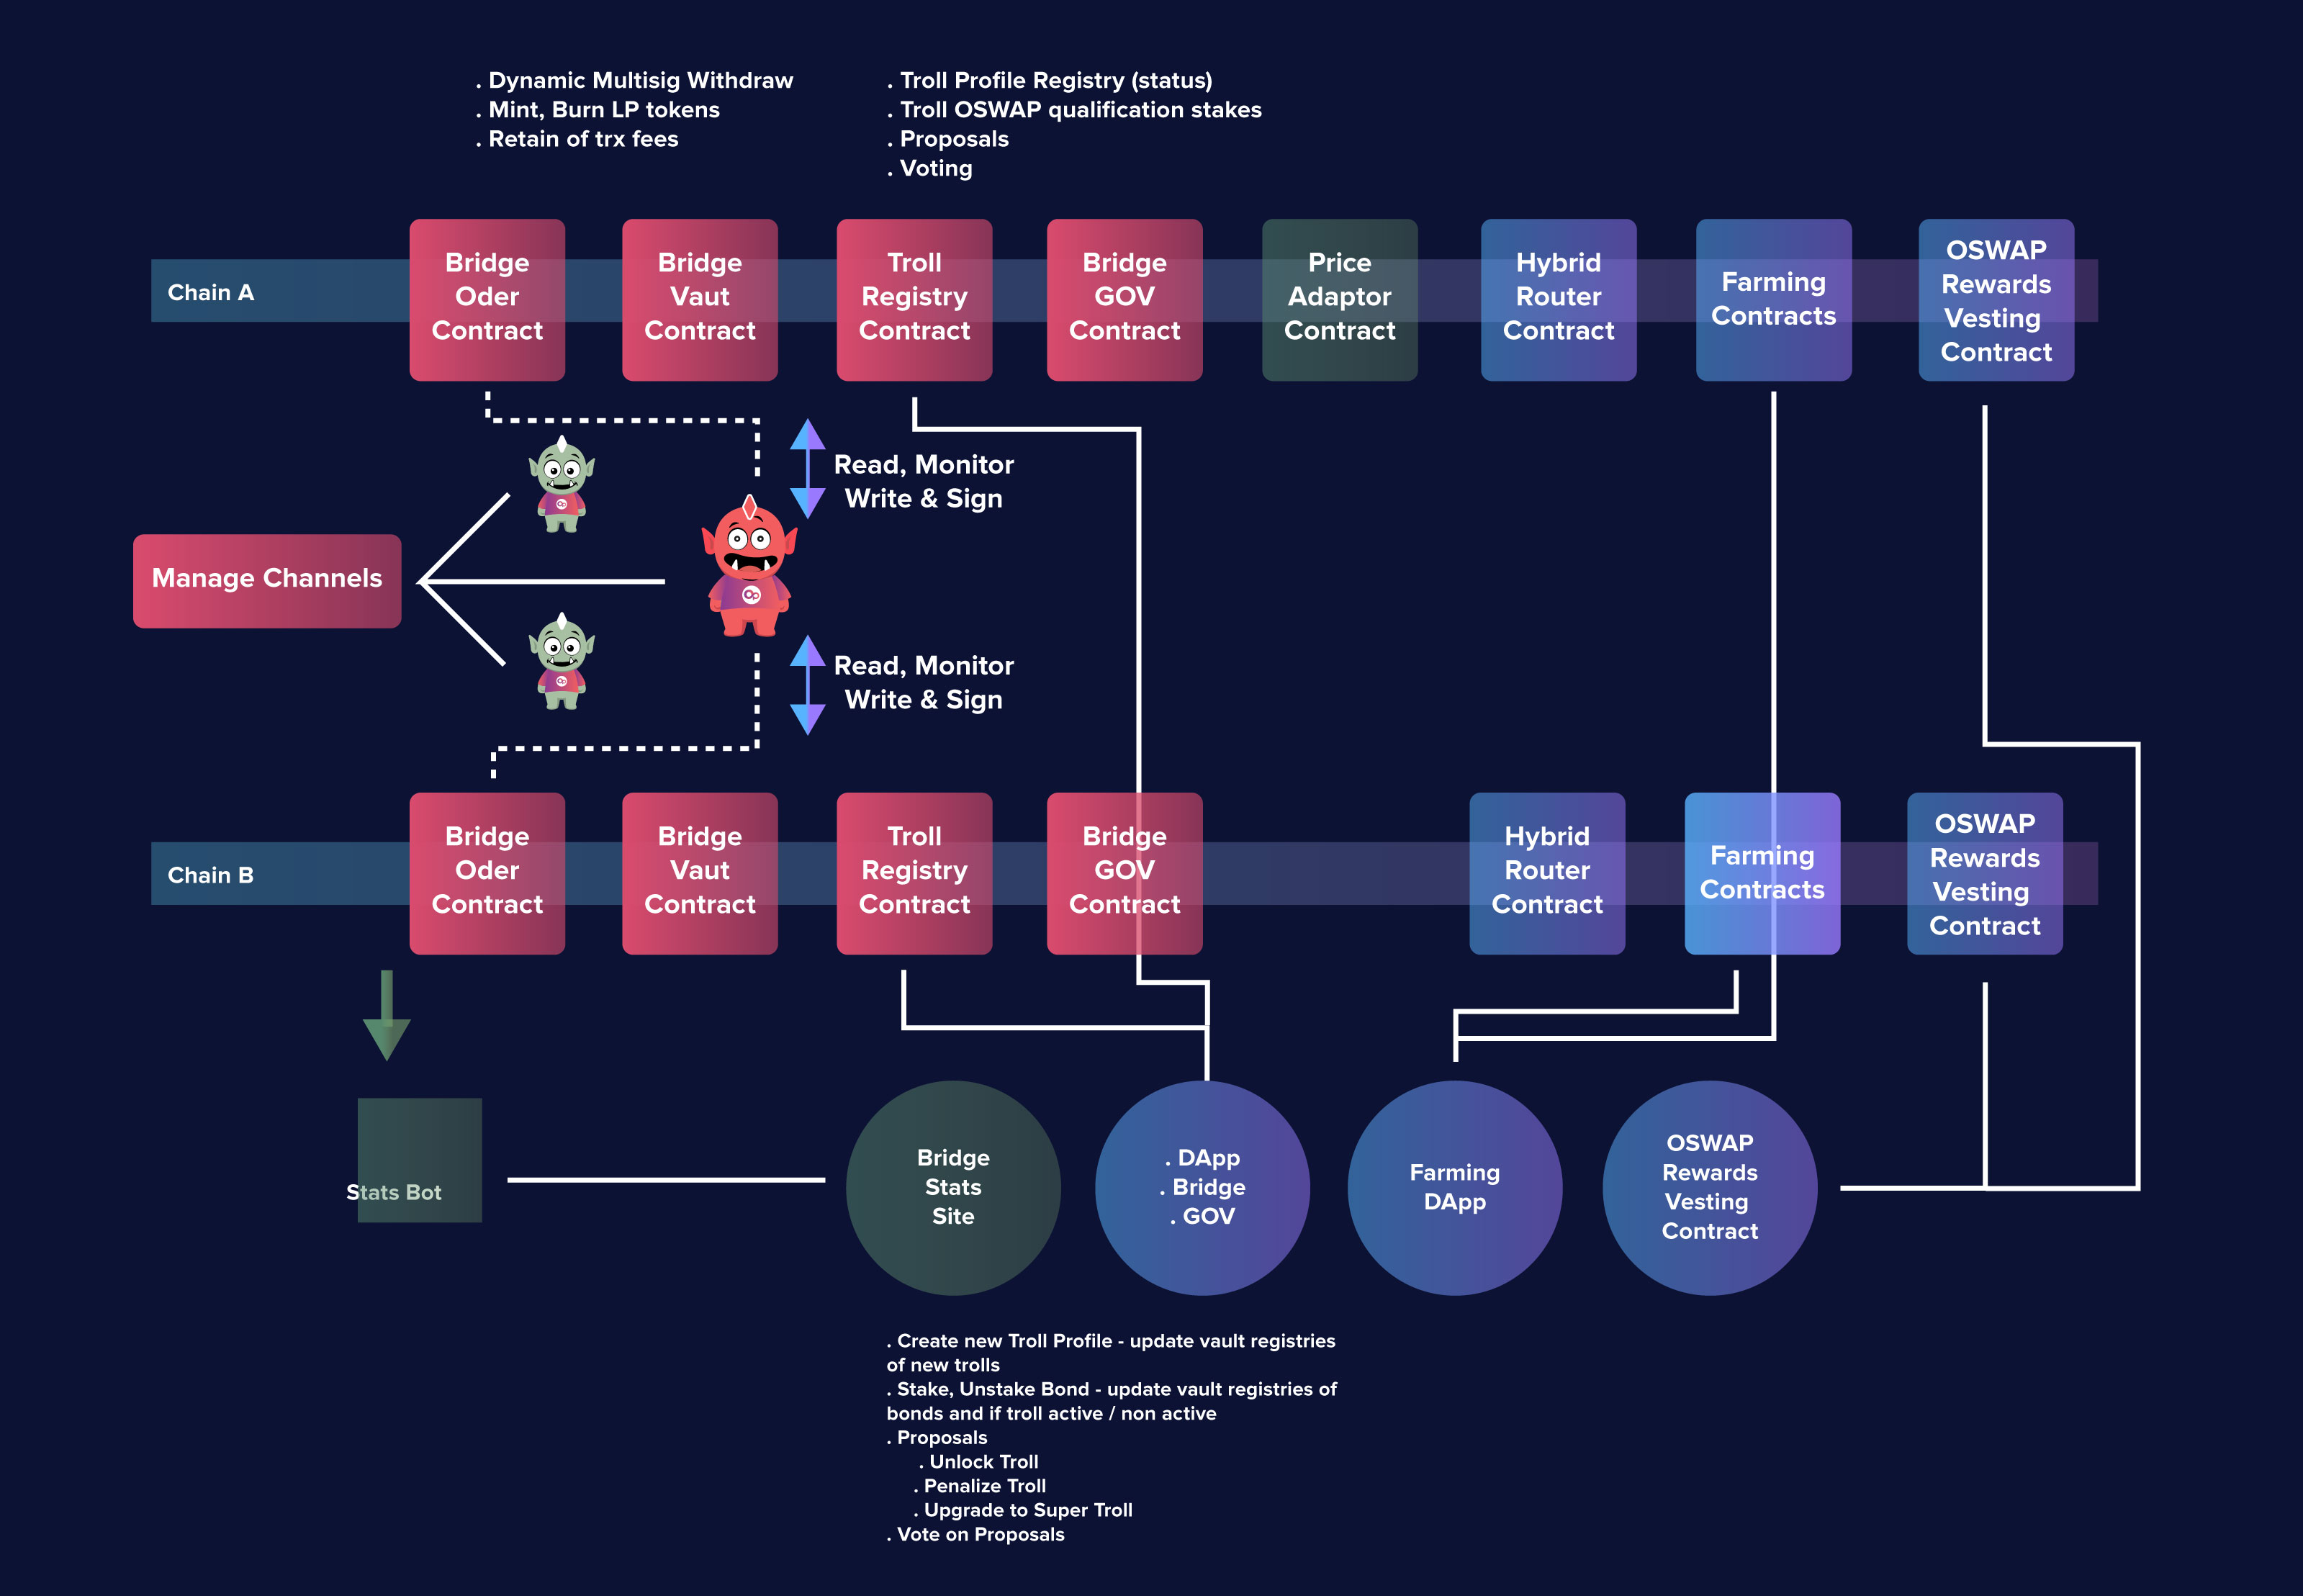 . Dynamic Multisig Withdraw
. Mint, Burn LP tokens
. Retain of trx fees
. Troll Profile Registry (status)
. Troll OSWAP qualification stakes
. Proposals
. Voting
Chain A
Bridge
Oder
Contract
Bridge
Vaut
Contract
Troll
Registry
Contract
Bridge
GOV
Contract
Price
Adaptor
Contract
Hybrid
Router
Contract
Farming
Contracts
OSWAP
Rewards
Vesting
Contract
Read, Monitor
Write & Sign
Manage Channels
Read, Monitor
Write & Sign
Chain B
Bridge
Oder
Contract
Bridge
Vaut
Contract
Troll
Registry
Contract
Bridge
GOV
Contract
Hybrid
Router
Contract
Farming
Contracts
OSWAP
Rewards
Vesting
Contract
Stats Bot
Bridge
Stats
Site
. DApp
. Bridge
. GOV
Farming
DApp
OSWAP
Rewards
Vesting
Contract
. Create new Troll Profile - update vault registries
of new trolls
. Stake, Unstake Bond - update vault registries of
bonds and if troll active / non active
. Proposals
. Unlock Troll
. Penalize Troll
. Upgrade to Super Troll
. Vote on Proposals